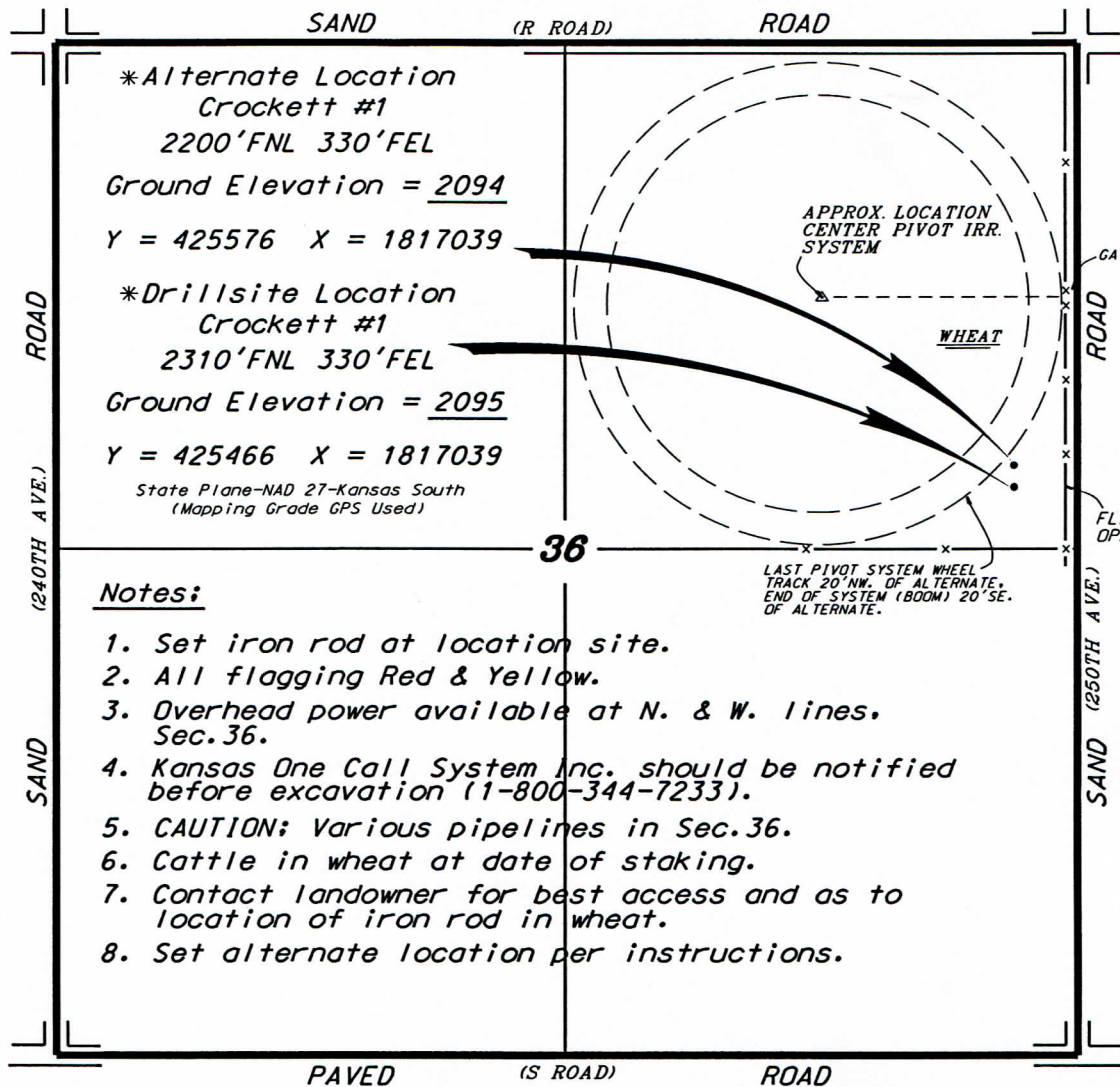 SAND (R ROAD) ROAD
*Alternate Location
Crockett #1
2200'FNL 330'FEL
Ground Elevation = 2094
Y = 425576 X = 1817039
*Drillsite Location
Crockett #1
2310'FNL 330'FEL
Ground Elevation = 2095
Y = 425466 X = 1817039
State Plane-NAD 27-Kansas South
(Mapping Grade GPS Used)
APPROX. LOCATION
CENTER PIVOT IRR.
SYSTEM
WHEAT
GA
FL
OP
36
LAST PIVOT SYSTEM WHEEL
TRACK 20'NW. OF ALTERNATE.
END OF SYSTEM (BOOM) 20'SE.
OF ALTERNATE.
SAND (240TH AVE.) ROAD
SAND (250TH AVE.) ROAD
Notes:
1. Set iron rod at location site.
2. All flagging Red & Yellow.
3. Overhead power available at N. & W. lines,
Sec.36.
4. Kansas One Call System Inc. should be notified
before excavation (1-800-344-7233).
5. CAUTION: Various pipelines in Sec.36.
6. Cattle in wheat at date of staking.
7. Contact landowner for best access and as to
location of iron rod in wheat.
8. Set alternate location per instructions.
PAVED (S ROAD) ROAD